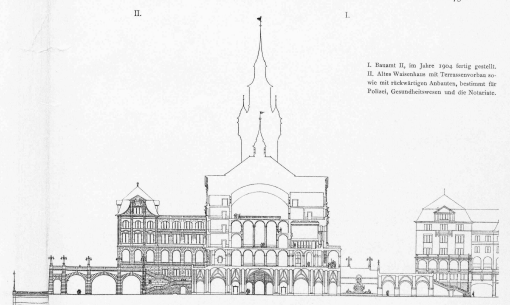 II.
I.
I. Bauamt II, im Jahre 1904 fertig gestellt.
II. Altes Waisenhaus mit Terrassenvorbau so-
wie mit rückwärtigen Anbauten, bestimmt für
Polizei, Gesundheitswesen und die Notariate.